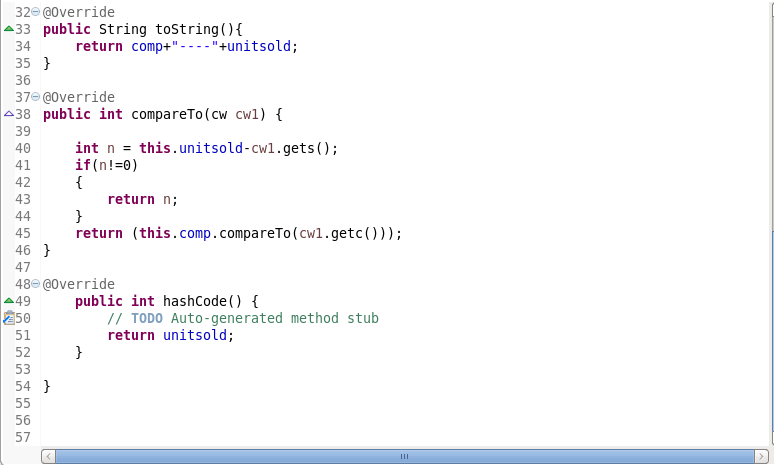 32 @Override
33 public String toString(){
34     return comp+"----"+unitsold;
35 }
36
37 @Override
38 public int compareTo(cw cw1) {
39
40     int n = this.unitsold-cw1.gets();
41     if(n!=0)
42     {
43         return n;
44     }
45     return (this.comp.compareTo(cw1.getc()));
46 }
47
48 @Override
49     public int hashCode() {
50         // TODO Auto-generated method stub
51         return unitsold;
52     }
53
54 }
55
56
57